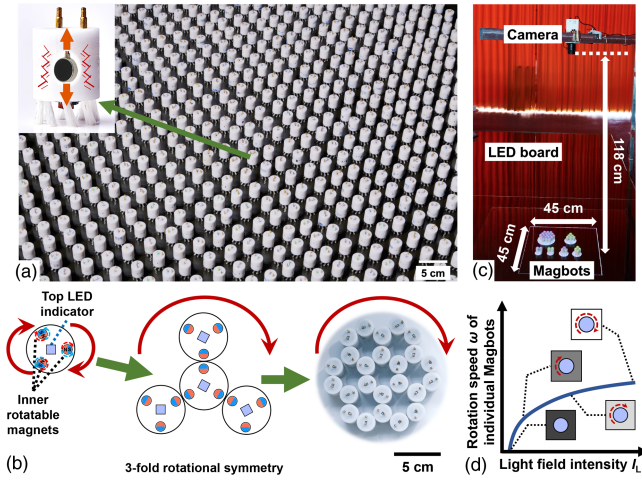 (a)
5 cm
Camera
LED board
118 cm
45 cm
45 cm
Magbots
(c)
Top LED
indicator
Inner
rotatable
magnets
(b)
3-fold rotational symmetry
5 cm
Rotation speed ω of
individual Magbots
(d)
Light field intensity I_L